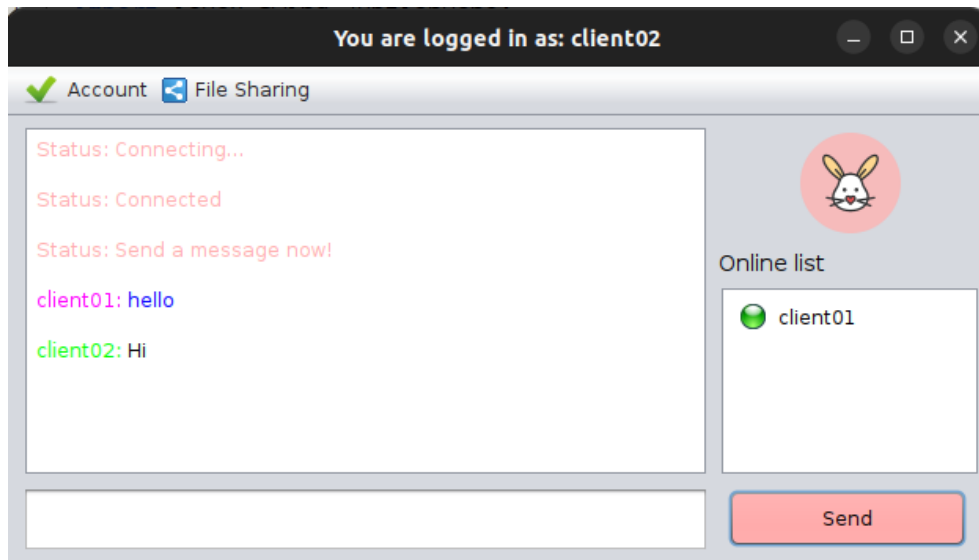 You are logged in as: client02
Account File Sharing
Status: Connecting...
Status: Connected
Status: Send a message now!
client01: hello
client02: Hi
Online list
client01
Send